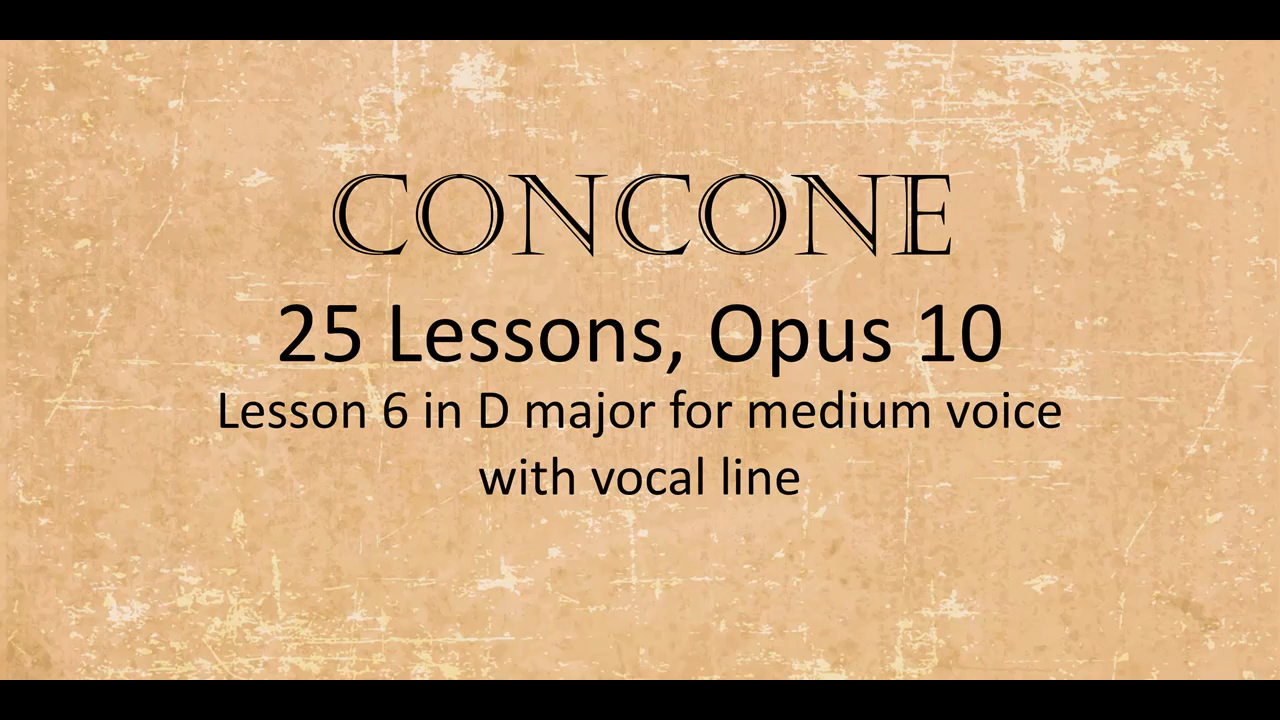 CONCONE
25 Lessons, Opus 10
Lesson 6 in D major for medium voice
with vocal line